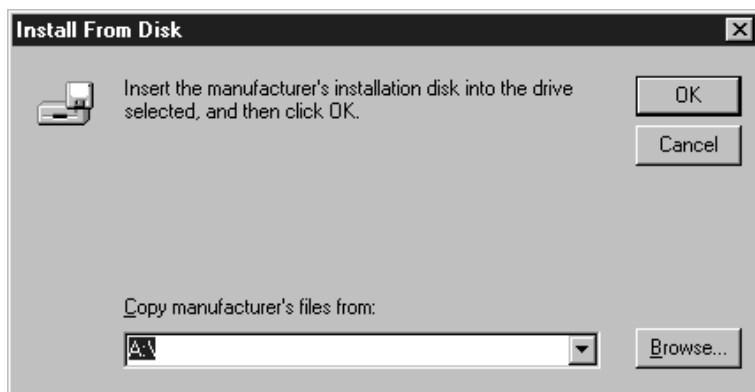 Install From Disk
Insert the manufacturer's installation disk into the drive
selected, and then click OK.
OK
Cancel
Copy manufacturer's files from:
A:\
Browse...